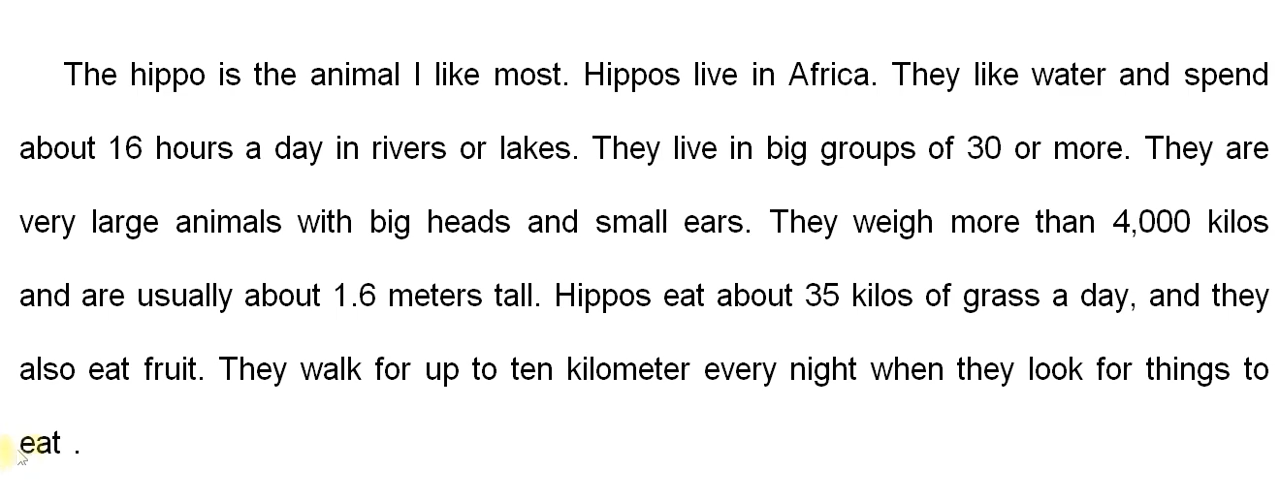 The hippo is the animal I like most. Hippos live in Africa. They like water and spend
about 16 hours a day in rivers or lakes. They live in big groups of 30 or more. They are
very large animals with big heads and small ears. They weigh more than 4,000 kilos
and are usually about 1.6 meters tall. Hippos eat about 35 kilos of grass a day, and they
also eat fruit. They walk for up to ten kilometer every night when they look for things to
eat .